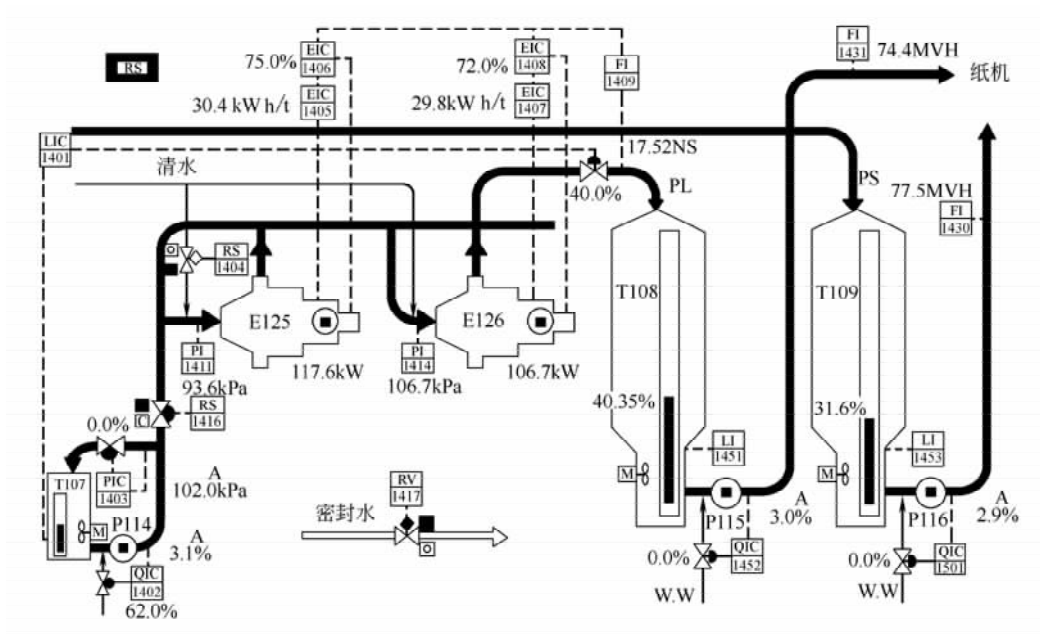 RS
EIC
1406
75.0%
EIC
1405
30.4 kW h/t
EIC
1408
72.0%
EIC
1407
29.8kW h/t
FI
1409
FI
1431
74.4MVH
纸机
LIC
1401
清水
17.52NS
40.0%
PL
PS
77.5MVH
FI
1430
RS
1404
E125
E126
T108
T109
PI
1411
93.6kPa
117.6kW
PI
1414
106.7kPa
106.7kW
40.35%
31.6%
C
RS
1416
0.0%
T107
PIC
1403
A
102.0kPa
M
P114
A
3.1%
QIC
1402
62.0%
RV
1417
密封水
LI
1451
M
P115
A
3.0%
0.0%
QIC
1452
W.W
LI
1453
M
P116
A
2.9%
0.0%
QIC
1501
W.W